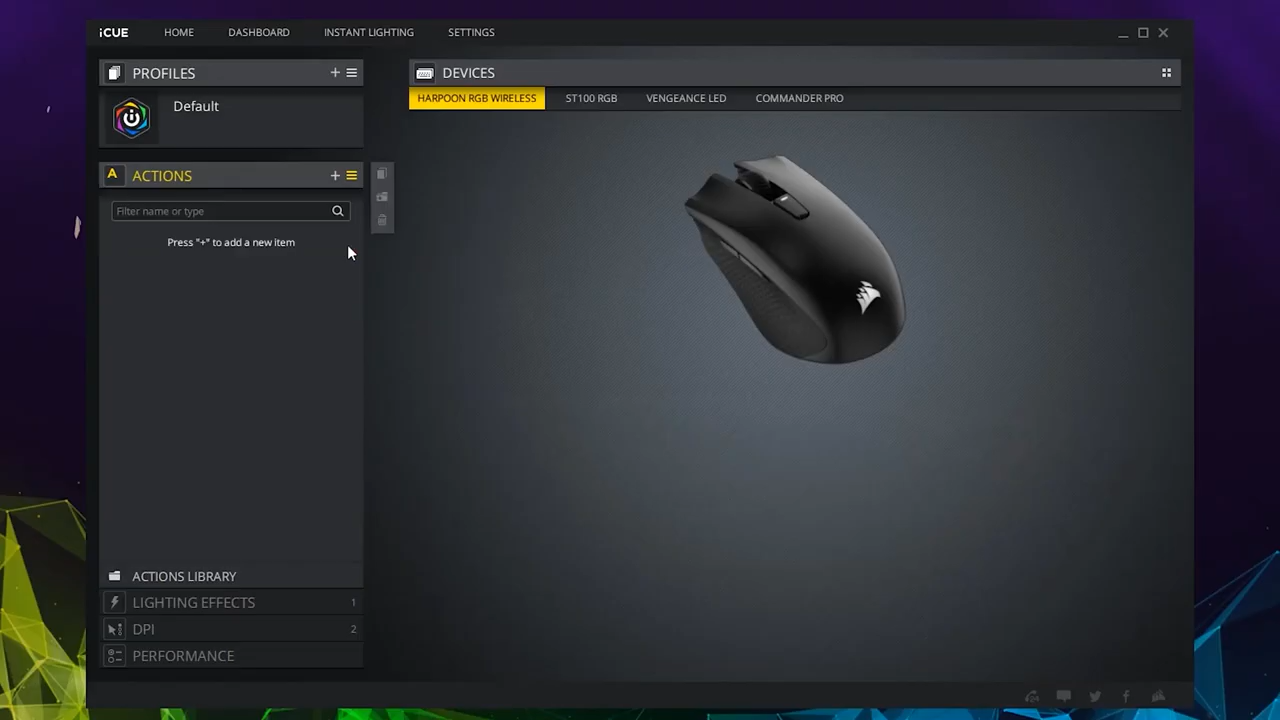 iCUE HOME DASHBOARD INSTANT LIGHTING SETTINGS
PROFILES
Default
A ACTIONS
Filter name or type
Press "+" to add a new item
ACTIONS LIBRARY
LIGHTING EFFECTS 1
DPI 2
PERFORMANCE
DEVICES
HARPOON RGB WIRELESS ST100 RGB VENGEANCE LED COMMANDER PRO